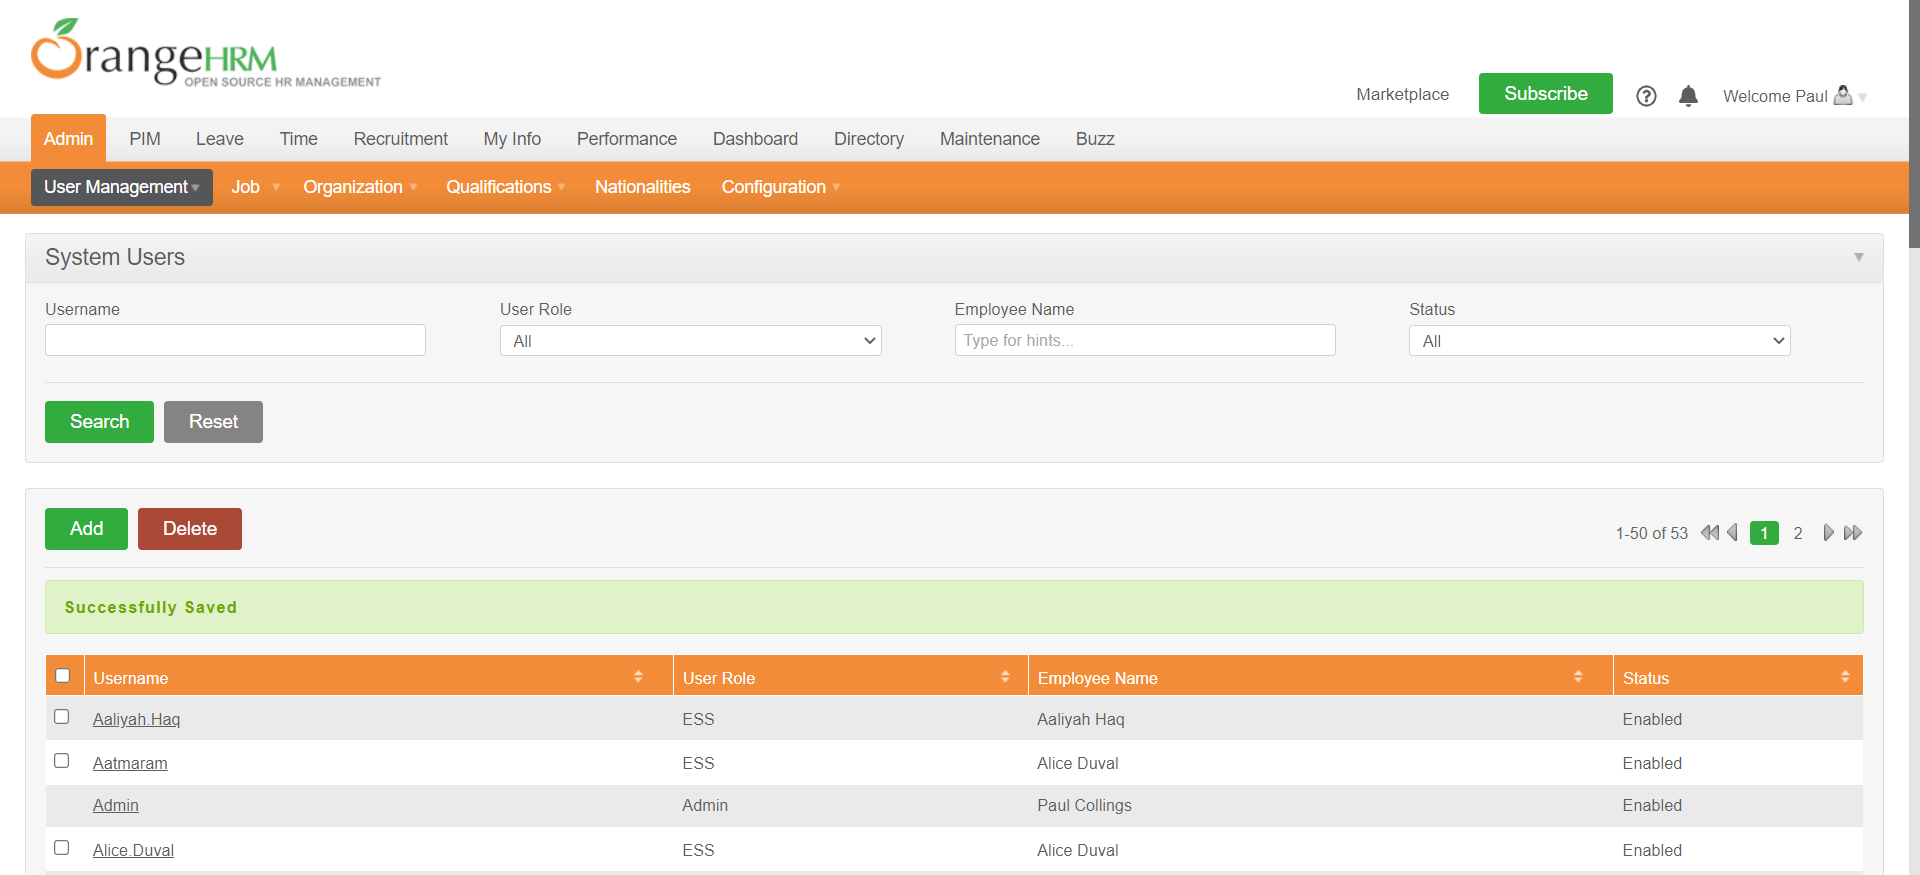 OrangeHRM
OPEN SOURCE HR MANAGEMENT
Marketplace Subscribe Welcome Paul
Admin PIM Leave Time Recruitment My Info Performance Dashboard Directory Maintenance Buzz
User Management Job Organization Qualifications Nationalities Configuration
System Users
Username User Role Employee Name Status
All Type for hints... All
Search Reset
Add Delete 1-50 of 53 1 2
Successfully Saved
Username User Role Employee Name Status
Aaliyah.Haq ESS Aaliyah Haq Enabled
Aatmaram ESS Alice Duval Enabled
Admin Admin Paul Collings Enabled
Alice.Duval ESS Alice Duval Enabled